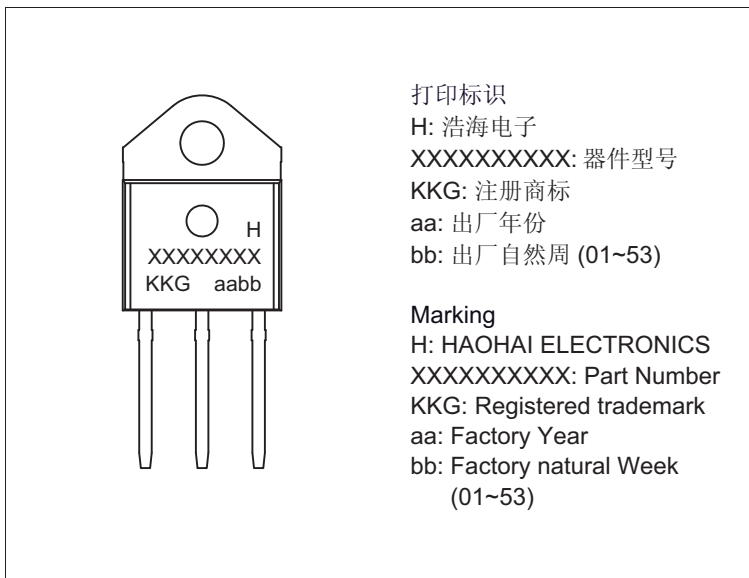 H
XXXXXXXX
KKG aabb
打印标识
H: 浩海电子
XXXXXXXXXX: 器件型号
KKG: 注册商标
aa: 出厂年份
bb: 出厂自然周 (01~53)
Marking
H: HAOHAI ELECTRONICS
XXXXXXXXXX: Part Number
KKG: Registered trademark
aa: Factory Year
bb: Factory natural Week
(01~53)